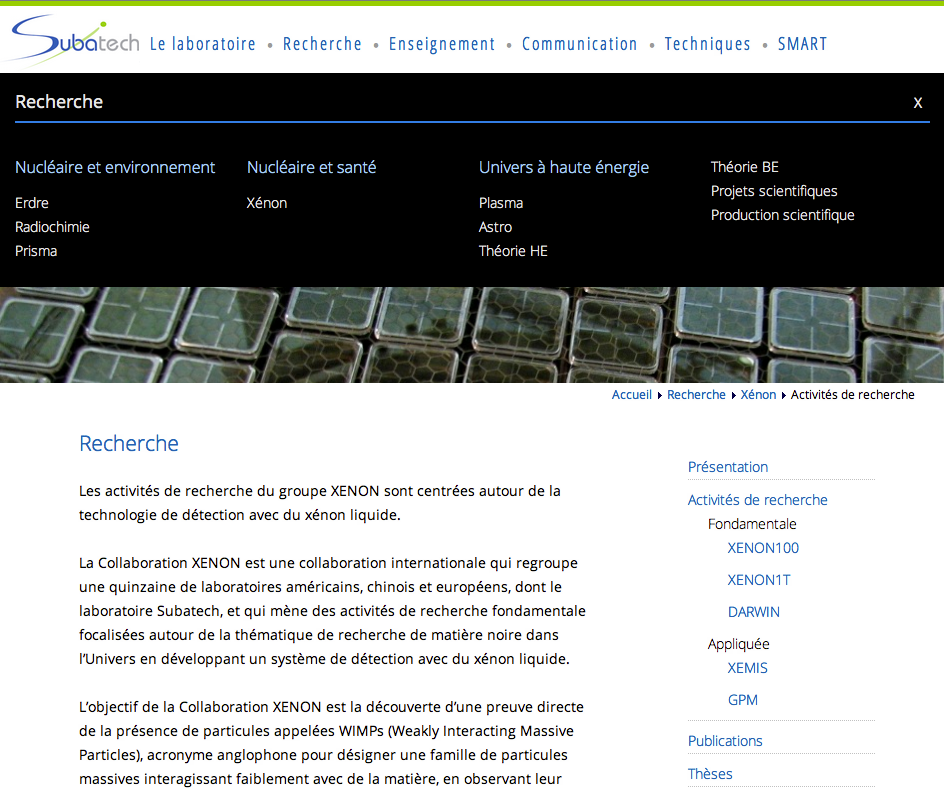 Subatech
Le laboratoire • Recherche • Enseignement • Communication • Techniques • SMART
Recherche
X
Nucléaire et environnement
Erdre
Radiochimie
Prisma
Nucléaire et santé
Xénon
Univers à haute énergie
Plasma
Astro
Théorie HE
Théorie BE
Projets scientifiques
Production scientifique
Accueil Recherche Xénon Activités de recherche
Recherche
Les activités de recherche du groupe XENON sont centrées autour de la
technologie de détection avec du xénon liquide.
La Collaboration XENON est une collaboration internationale qui regroupe
une quinzaine de laboratoires américains, chinois et européens, dont le
laboratoire Subatech, et qui mène des activités de recherche fondamentale
focalisées autour de la thématique de recherche de matière noire dans
l’Univers en développant un système de détection avec du xénon liquide.
L’objectif de la Collaboration XENON est la découverte d’une preuve directe
de la présence de particules appelées WIMPs (Weakly Interacting Massive
Particles), acronyme anglophone pour désigner une famille de particules
massives interagissant faiblement avec de la matière, en observant leur
Présentation
Activités de recherche
Fondamentale
XENON100
XENON1T
DARWIN
Appliquée
XEMIS
GPM
Publications
Thèses